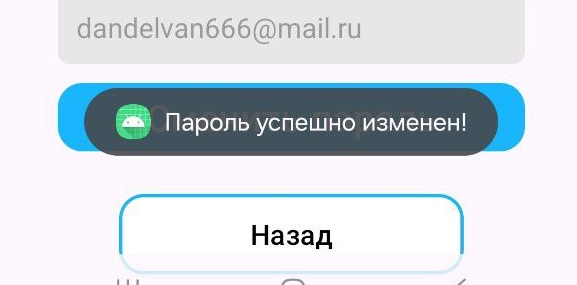 dandelvan666@mail.ru
Пароль успешно изменен!
Назад